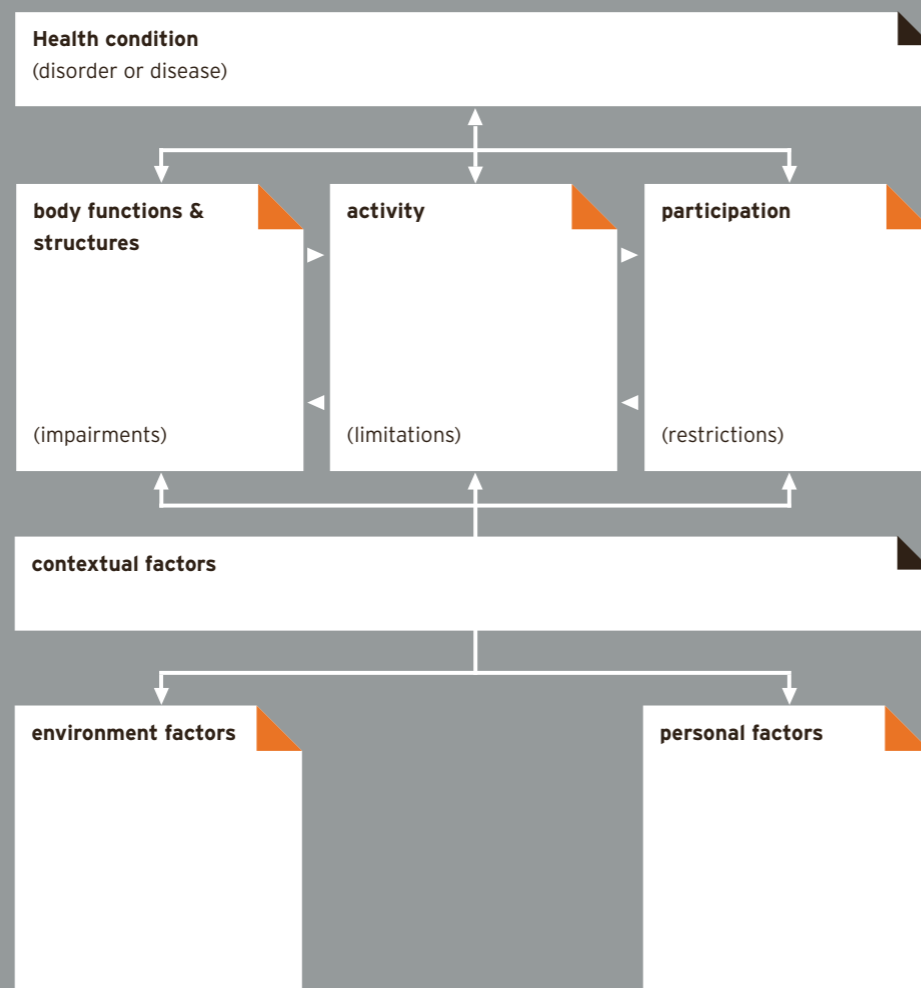 Health condition
(disorder or disease)
body functions &
structures
(impairments)
activity
(limitations)
participation
(restrictions)
contextual factors
environment factors
personal factors